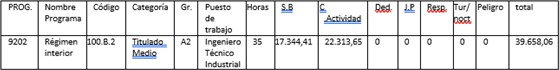 PROG. Nombre Programa Código Categoría Gr. Puesto de trabajo Horas S.B C Actividad Ded. J.P Resp. Tur/noct Peligro total
9202 Régimen interior 100.B.2 Titulado Medio A2 Ingeniero Técnico Industrial 35 17.344,41 22.313,65 0 0 0 0 0 39.658,06